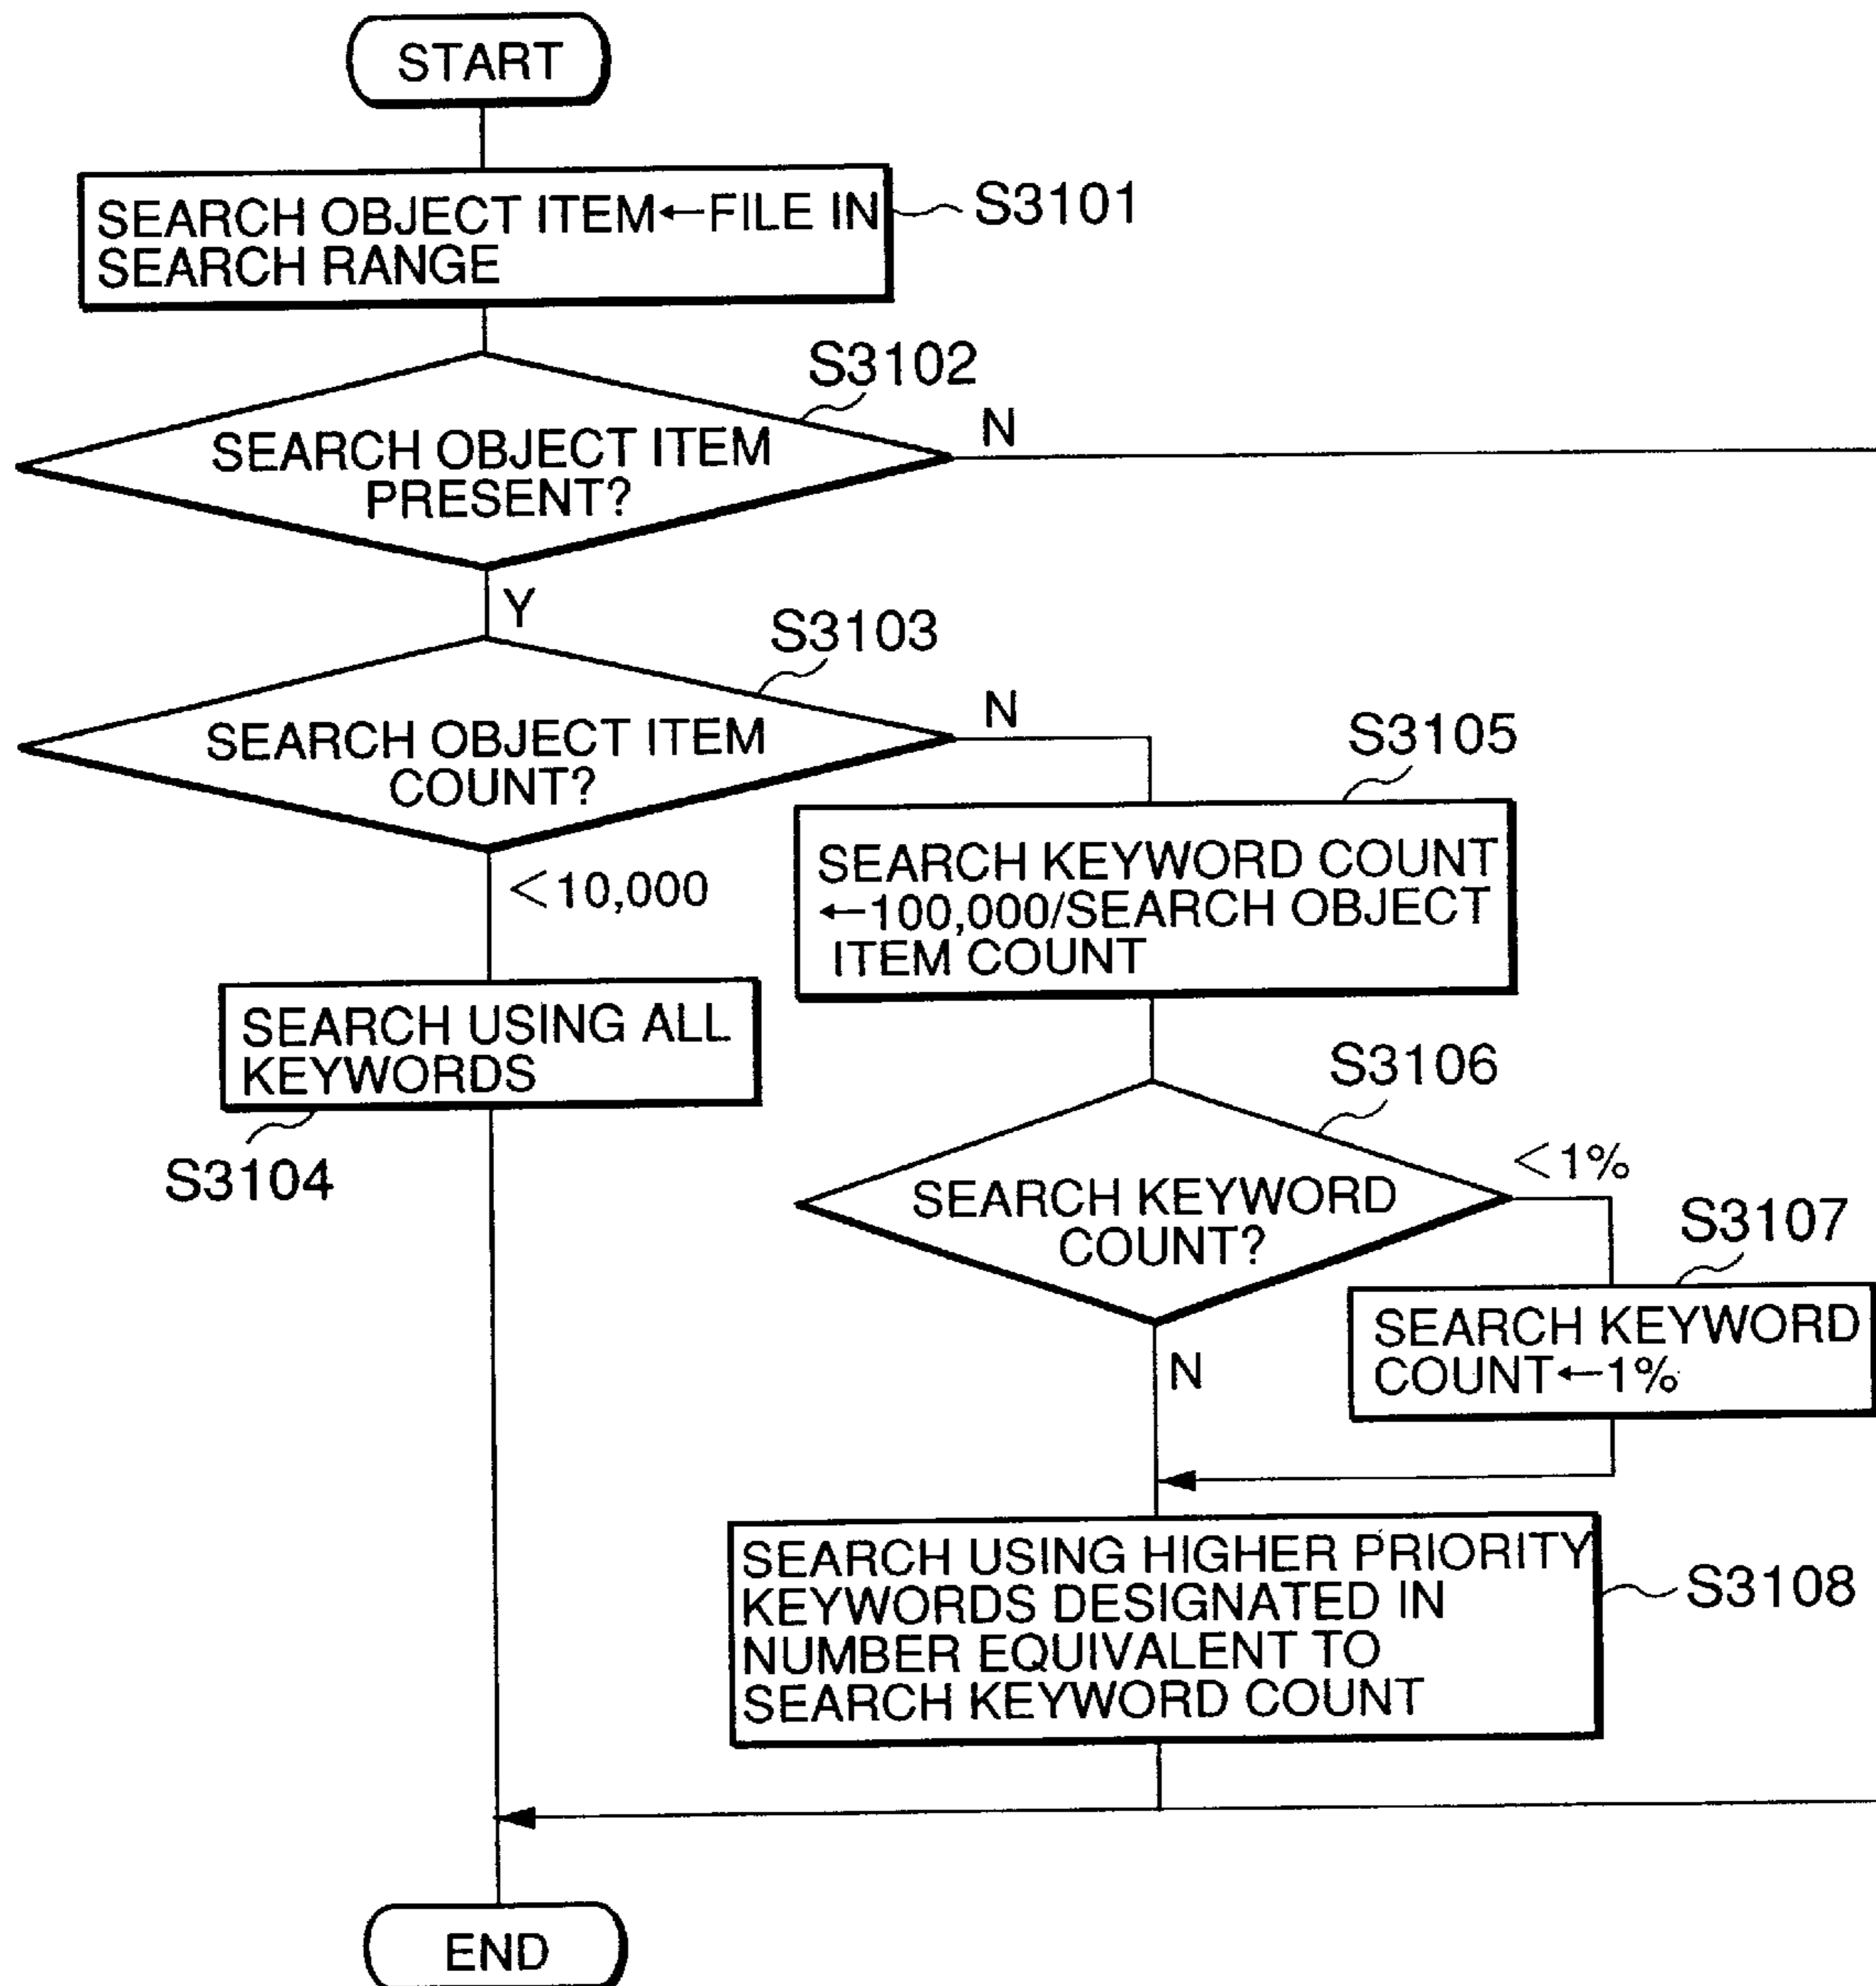 START
SEARCH OBJECT ITEM←FILE IN
SEARCH RANGE
S3101
S3102
N
SEARCH OBJECT ITEM
PRESENT?
Y
S3103
N
SEARCH OBJECT ITEM
COUNT?
<10,000
S3105
SEARCH KEYWORD COUNT
←100,000/SEARCH OBJECT
ITEM COUNT
SEARCH USING ALL
KEYWORDS
S3104
S3106
<1%
SEARCH KEYWORD
COUNT?
N
S3107
SEARCH KEYWORD
COUNT←1%
SEARCH USING HIGHER PRIORITY
KEYWORDS DESIGNATED IN
NUMBER EQUIVALENT TO
SEARCH KEYWORD COUNT
S3108
END